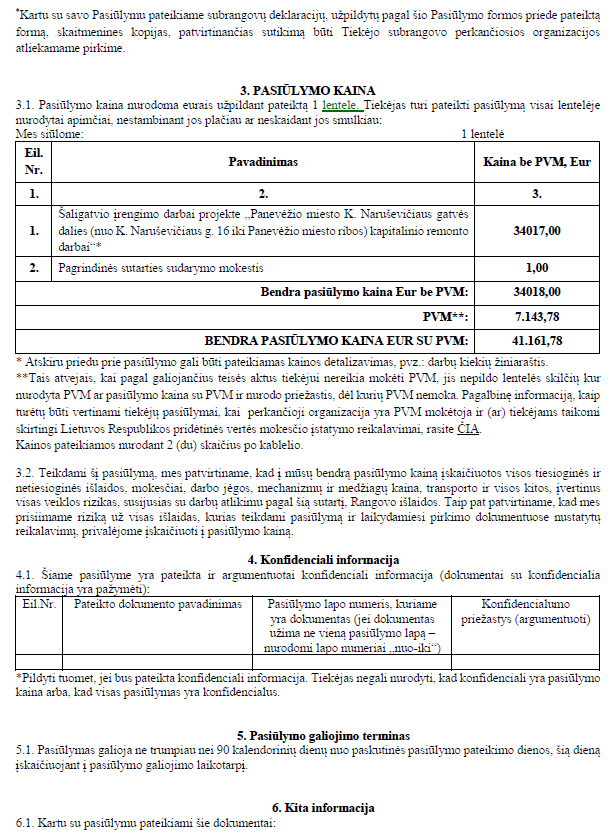 *Kartu su savo Pasiūlymu pateikiame subrangovų deklaracijų, užpildytų pagal šio Pasiūlymo formos priede pateiktą
formą, skaitmenines kopijas, patvirtinančias sutikimą būti Tiekėjo subrangovu perkančiosios organizacijos
atliekamame pirkime.
3. PASIŪLYMO KAINA
3.1. Pasiūlymo kaina nurodoma eurais užpildant pateiktą 1 lentelę. Tiekėjas turi pateikti pasiūlymą visai lentelėje
nurodytai apimčiai, nestambinant jos plačiau ar neskaidant jos smulkiau:
Mes siūlome: 1 lentelė
Eil. Nr. Pavadinimas Kaina be PVM, Eur
1. 2. 3.
1. Šaligatvio įrengimo darbai projekte „Panevėžio miesto K. Naruševičiaus gatvės
dalies (nuo K. Naruševičiaus g. 16 iki Panevėžio miesto ribos) kapitalinio remonto
darbai“* 34017,00
2. Pagrindinės sutarties sudarymo mokestis 1,00
Bendra pasiūlymo kaina Eur be PVM: 34018,00
PVM**: 7.143,78
BENDRA PASIŪLYMO KAINA EUR SU PVM: 41.161,78
* Atskiru priedu prie pasiūlymo gali būti pateikiamas kainos detalizavimas, pvz.: darbų kiekių žiniaraštis.
**Tais atvejais, kai pagal galiojančius teisės aktus tiekėjui nereikia mokėti PVM, jis nepildo lentelės skilčių kur
nurodyta PVM ar pasiūlymo kaina su PVM ir nurodo priežastis, dėl kurių PVM nemoka. Pagalbinę informaciją, kaip
turėtų būti vertinami tiekėjų pasiūlymai, kai perkančioji organizacija yra PVM mokėtoja ir (ar) tiekėjams taikomi
skirtingi Lietuvos Respublikos pridėtinės vertės mokesčio įstatymo reikalavimai, rasite ČIA.
Kainos pateikiamos nurodant 2 (du) skaičius po kablelio.
3.2. Teikdami šį pasiūlymą, mes patvirtiname, kad į mūsų bendrą pasiūlymo kainą įskaičiuotos visos tiesioginės ir
netiesioginės išlaidos, mokesčiai, darbo jėgos, mechanizmų ir medžiagų kaina, transporto ir visos kitos, įvertinus
visas veiklos rizikas, susijusias su darbų atlikimu pagal šią sutartį, Rangovo išlaidos. Taip pat patvirtiname, kad mes
prisiimame riziką už visas išlaidas, kurias teikdami pasiūlymą ir laikydamiesi pirkimo dokumentuose nustatytų
reikalavimų, privalėjome įskaičiuoti į pasiūlymo kainą.
4. Konfidenciali informacija
4.1. Šiame pasiūlyme yra pateikta ir argumentuotai konfidenciali informacija (dokumentai su konfidencialia
informacija yra pažymėti):
Eil.Nr. Pateikto dokumento pavadinimas Pasiūlymo lapo numeris, kuriame
yra dokumentas (jei dokumentas
užima ne vieną pasiūlymo lapą –
nurodomi lapo numeriai „nuo-iki“) Konfidencialumo
priežastys (argumentuoti)
*Pildyti tuomet, jei bus pateikta konfidenciali informacija. Tiekėjas negali nurodyti, kad konfidenciali yra pasiūlymo
kaina arba, kad visas pasiūlymas yra konfidencialus.
5. Pasiūlymo galiojimo terminas
5.1. Pasiūlymas galioja ne trumpiau nei 90 kalendorinių dienų nuo paskutinės pasiūlymo pateikimo dienos, šią dieną
įskaičiuojant į pasiūlymo galiojimo laikotarpį.
6. Kita informacija
6.1. Kartu su pasiūlymu pateikiami šie dokumentai: